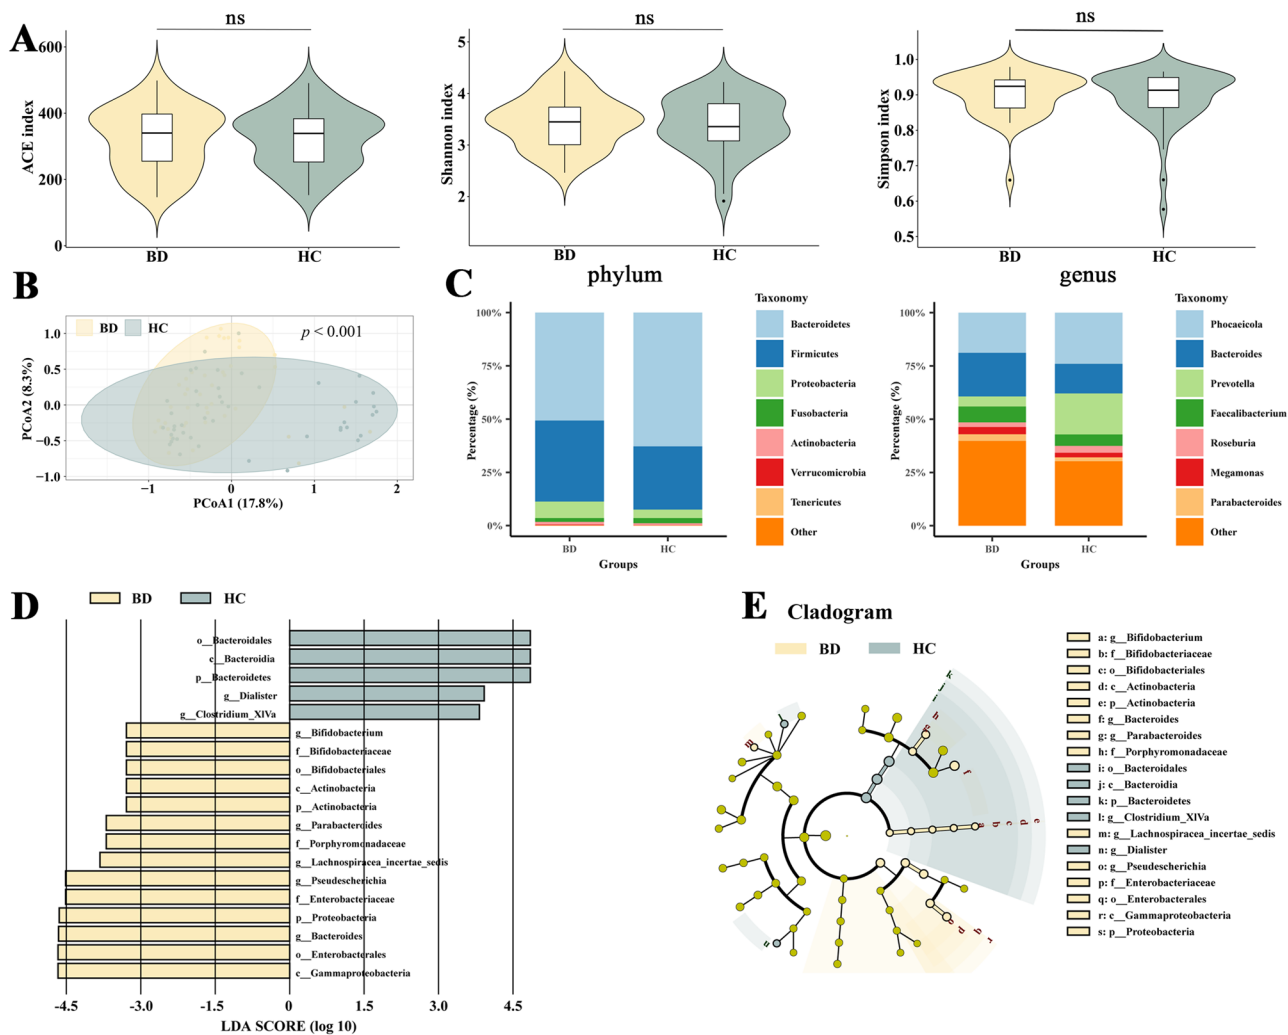 A
ns
ns
ns
600
400
200
0
ACE index
BD
HC
5
4
3
2
Shannon index
BD
HC
1.0
0.9
0.8
0.7
0.6
0.5
Simpson index
BD
HC
B
BD
HC
p < 0.001
1.0
0.5
0.0
−0.5
−1.0
PCoA2 (8.3%)
−1
0
1
2
PCoA1 (17.8%)
C
phylum
100%
75%
50%
25%
0%
Percentage (%)
BD
HC
Groups
Taxonomy
Bacteroidetes
Firmicutes
Proteobacteria
Fusobacteria
Actinobacteria
Verrucomicrobia
Tenericutes
Other
genus
100%
75%
50%
25%
0%
Percentage (%)
BD
HC
Groups
Taxonomy
Phocaeicola
Bacteroides
Prevotella
Faecalibacterium
Roseburia
Megamonas
Parabacteroides
Other
D
BD
HC
o__Bacteroidales
c__Bacteroidia
p__Bacteroidetes
g__Dialister
g__Clostridium_XlVa
g__Bifidobacterium
f__Bifidobacteriaceae
o__Bifidobacteriales
c__Actinobacteria
p__Actinobacteria
g__Parabacteroides
f__Porphyromonadaceae
g__Lachnospiracea_incertae_sedis
g__Pseudescherichia
f__Enterobacteriaceae
p__Proteobacteria
g__Bacteroides
o__Enterobacterales
c__Gammaproteobacteria
-4.5
-3.0
-1.5
0
1.5
3.0
4.5
LDA SCORE (log 10)
E
Cladogram
BD
HC
k
h
f
m
a
b
c
d
e
n
q
r
a: g__Bifidobacterium
b: f__Bifidobacteriaceae
c: o__Bifidobacteriales
d: c__Actinobacteria
e: p__Actinobacteria
f: g__Bacteroides
g: g__Parabacteroides
h: f__Porphyromonadaceae
i: o__Bacteroidales
j: c__Bacteroidia
k: p__Bacteroidetes
l: g__Clostridium_XlVa
m: g__Lachnospiracea_incertae_sedis
n: g__Dialister
o: g__Pseudescherichia
p: f__Enterobacteriaceae
q: o__Enterobacterales
r: c__Gammaproteobacteria
s: p__Proteobacteria